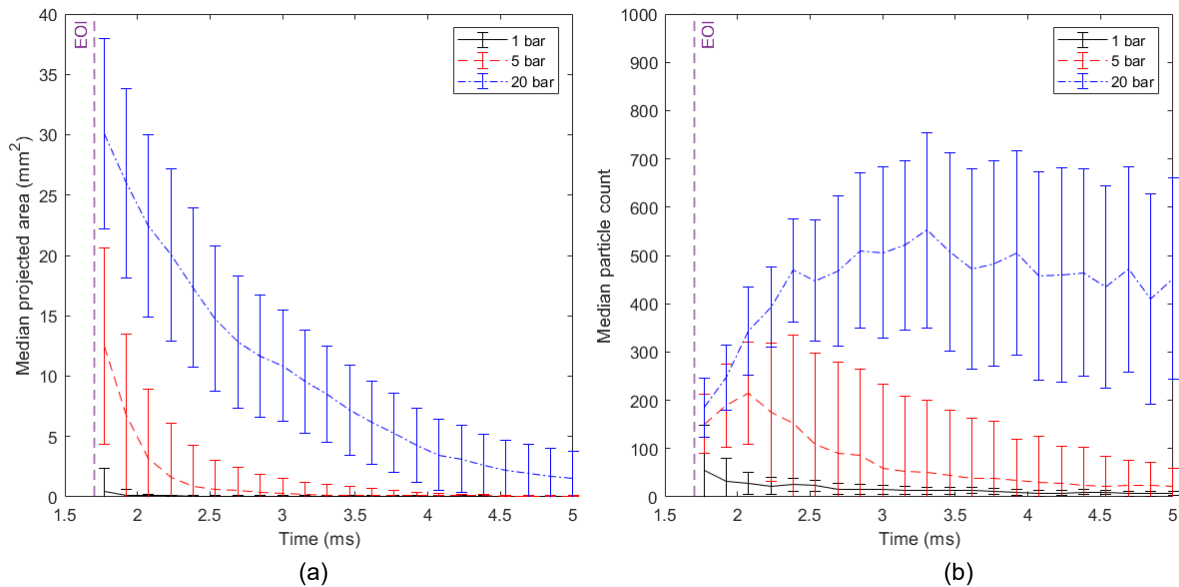 40
35
30
25
20
15
10
5
0
Median projected area (mm²)
EOI
1 bar
5 bar
20 bar
1.5 2 2.5 3 3.5 4 4.5 5
Time (ms)
(a)
1000
900
800
700
600
500
400
300
200
100
0
Median particle count
EOI
1 bar
5 bar
20 bar
1.5 2 2.5 3 3.5 4 4.5 5
Time (ms)
(b)